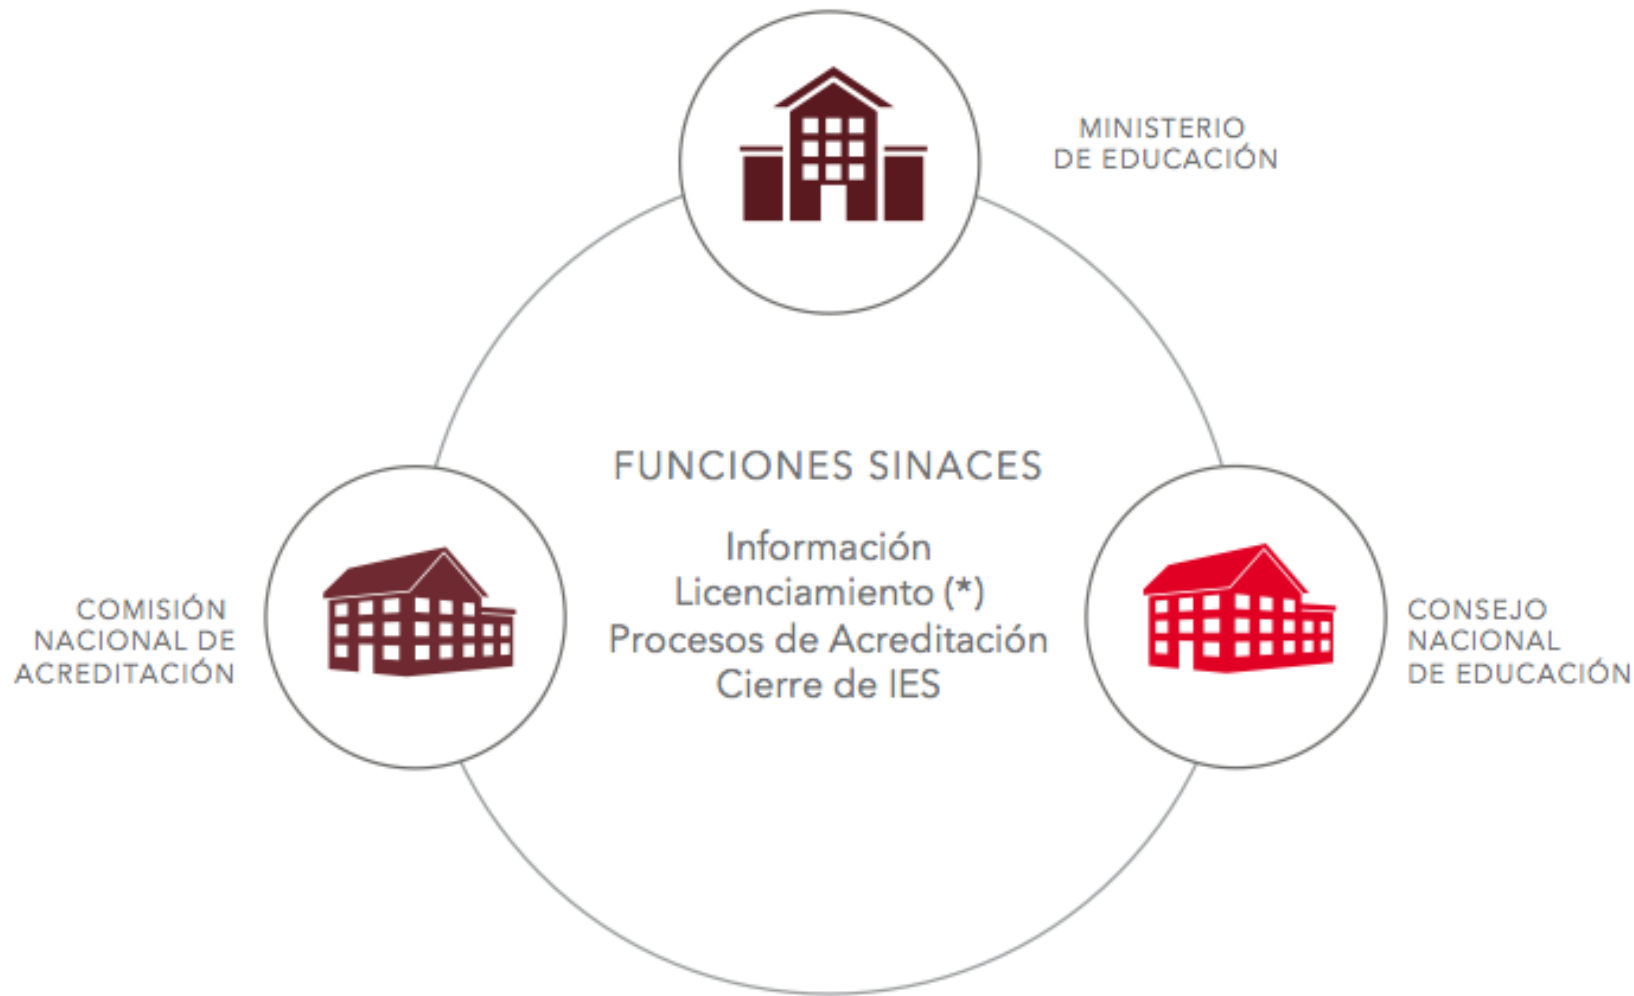 MINISTERIO
DE EDUCACIÓN
FUNCIONES SINACES
Información
Licenciamiento (*)
Procesos de Acreditación
Cierre de IES
COMISIÓN
NACIONAL DE
ACREDITACIÓN
CONSEJO
NACIONAL
DE EDUCACIÓN